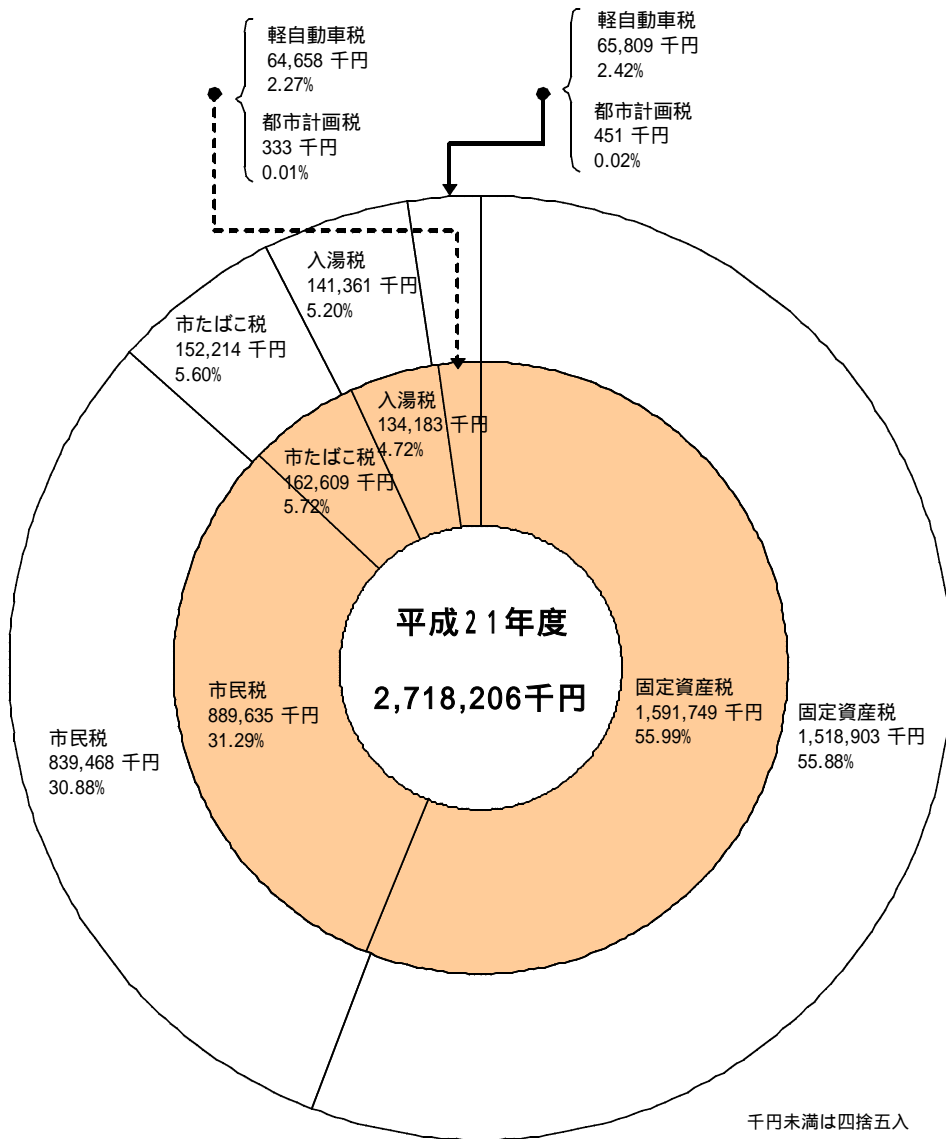 軽自動車税
64,658 千円
2.27%
都市計画税
333 千円
0.01%
軽自動車税
65,809 千円
2.42%
都市計画税
451 千円
0.02%
入湯税
141,361 千円
5.20%
市たばこ税
152,214 千円
5.60%
入湯税
134,183 千円
4.72%
市たばこ税
162,609 千円
5.72%
平成21年度
2,718,206千円
市民税
889,635 千円
31.29%
固定資産税
1,591,749 千円
55.99%
市民税
839,468 千円
30.88%
固定資産税
1,518,903 千円
55.88%
千円未満は四捨五入